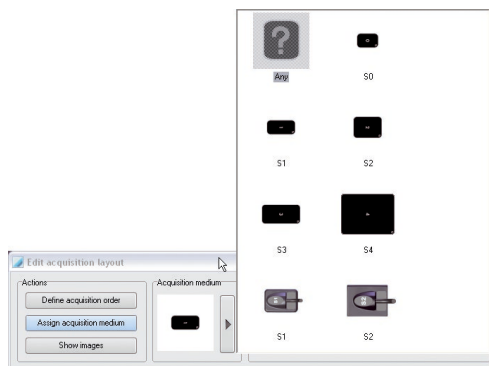 Any
S0
S1
S2
S3
S4
S1
S2
Edit acquisition layout
Actions
Define acquisition order
Assign acquisition medium
Show images
Acquisition medium